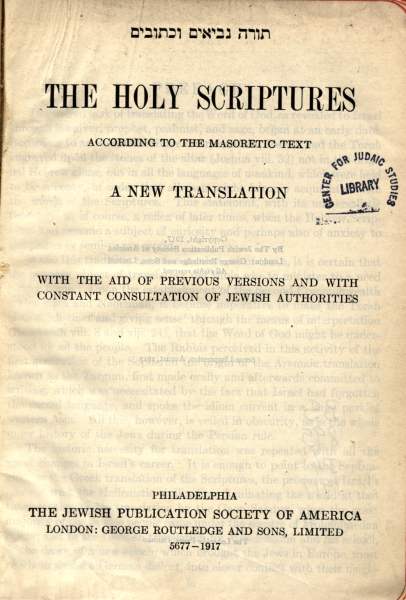 תורה נביאים וכתובים
THE HOLY SCRIPTURES
ACCORDING TO THE MASORETIC TEXT
A NEW TRANSLATION
CENTER FOR JUDAIC STUDIES
LIBRARY
WITH THE AID OF PREVIOUS VERSIONS AND WITH
CONSTANT CONSULTATION OF JEWISH AUTHORITIES
PHILADELPHIA
THE JEWISH PUBLICATION SOCIETY OF AMERICA
LONDON: GEORGE ROUTLEDGE AND SONS, LIMITED
5677–1917